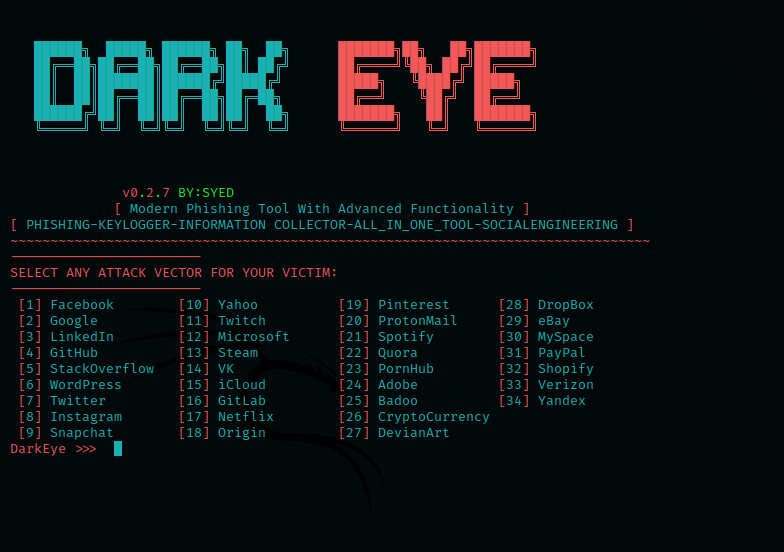 DARK EYE
v0.2.7 BY:SYED
[ Modern Phishing Tool With Advanced Functionality ]
[ PHISHING-KEYLOGGER-INFORMATION COLLECTOR-ALL_IN_ONE_TOOL-SOCIALENGINEERING ]
~~~~~~~~~~~~~~~~~~~~~~~~~~~~~~~~~~~~~~~~~~~~~~~~~~~~~~~~~~~~~~~~~~~~~~~~~~~~~~~~
SELECT ANY ATTACK VECTOR FOR YOUR VICTIM:
[1] Facebook [10] Yahoo [19] Pinterest [28] DropBox
[2] Google [11] Twitch [20] ProtonMail [29] eBay
[3] LinkedIn [12] Microsoft [21] Spotify [30] MySpace
[4] GitHub [13] Steam [22] Quora [31] PayPal
[5] StackOverflow [14] VK [23] PornHub [32] Shopify
[6] WordPress [15] iCloud [24] Adobe [33] Verizon
[7] Twitter [16] GitLab [25] Badoo [34] Yandex
[8] Instagram [17] Netflix [26] CryptoCurrency
[9] Snapchat [18] Origin [27] DevianArt
DarkEye >>>